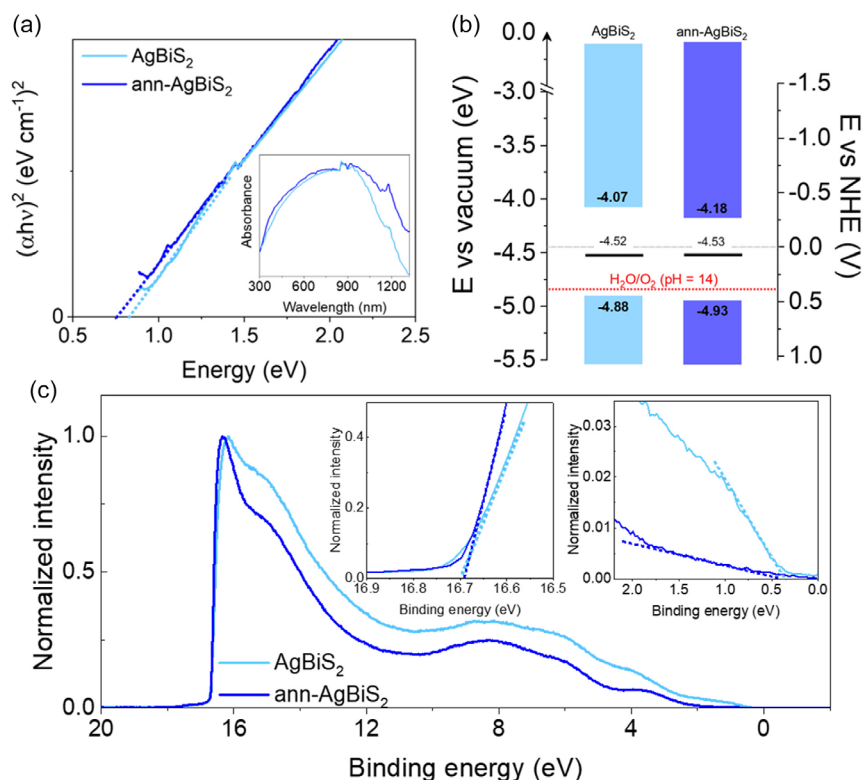 (a)
AgBiS2
ann-AgBiS2
(αhν)² (eV cm⁻¹)²
0
0.5 1.0 1.5 2.0 2.5
Energy (eV)
Absorbance
300 600 900 1200
Wavelength (nm)
(b)
AgBiS2
ann-AgBiS2
E vs vacuum (eV)
0.0
-3.0
-3.5
-4.0
-4.5
-5.0
-5.5
-4.07
-4.18
-4.52
-4.53
H2O/O2 (pH = 14)
-4.88
-4.93
-1.5
-1.0
-0.5
0.0
0.5
1.0
E vs NHE (V)
(c)
Normalized intensity
1.0
0.5
0.0
20 16 12 8 4 0
Binding energy (eV)
AgBiS2
ann-AgBiS2
Normalized intensity
0.4
0.2
0.0
16.9 16.8 16.7 16.6 16.5
Binding energy (eV)
Normalized intensity
0.03
0.02
0.01
0.00
2.0 1.5 1.0 0.5 0.0
Binding energy (eV)